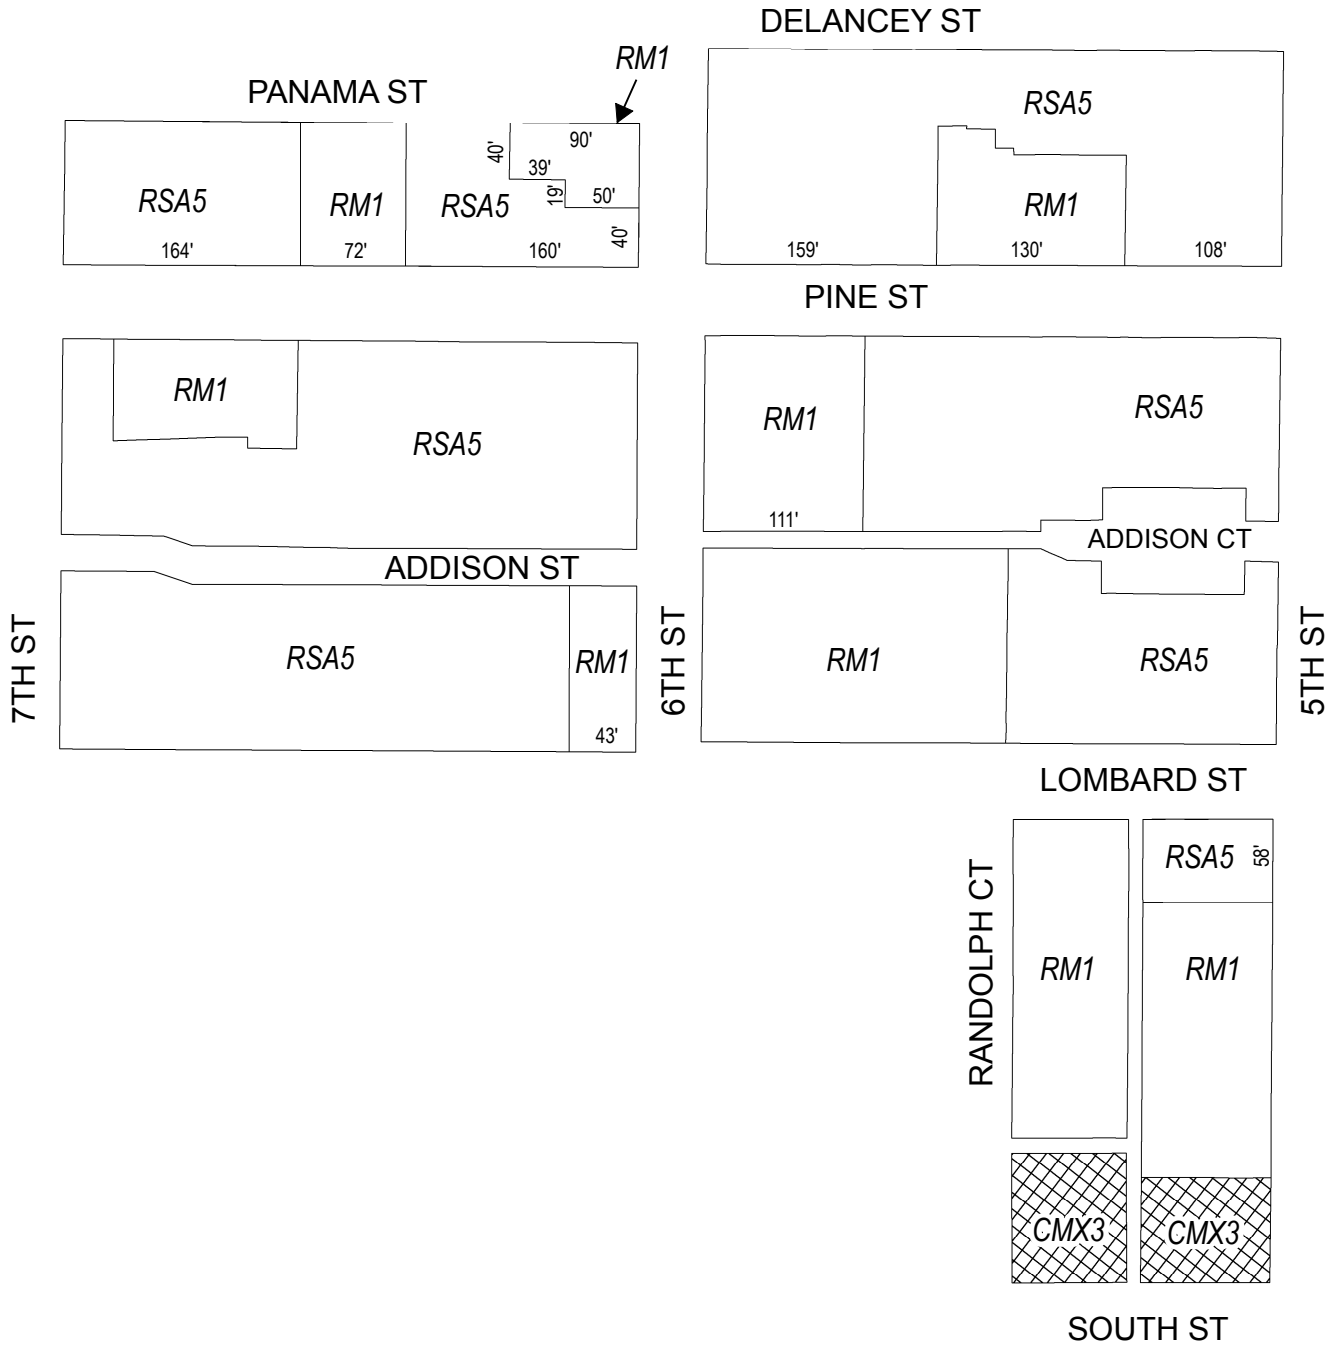 DELANCEY ST
RM1
PANAMA ST
RSA5
90'
40'
39'
19'
50'
RSA5
RM1
RSA5
RM1
40'
164'
72'
160'
159'
130'
108'
PINE ST
RM1
RSA5
RM1
RSA5
111'
ADDISON CT
ADDISON ST
7TH ST
RSA5
RM1
43'
6TH ST
RM1
RSA5
5TH ST
LOMBARD ST
RANDOLPH CT
RSA5
58'
RM1
RM1
CMX3
CMX3
SOUTH ST